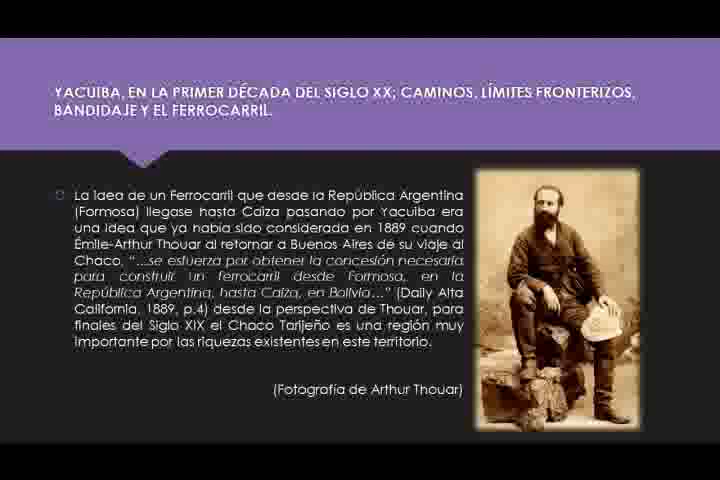 YACUIBA, EN LA PRIMER DÉCADA DEL SIGLO XX; CAMINOS, LÍMITES FRONTERIZOS,
BANDIDAJE Y EL FERROCARRIL.
La idea de un Ferrocarril que desde la República Argentina
(Formosa) llegase hasta Caiza pasando por Yacuiba era
una idea que ya había sido considerada en 1889 cuando
Émile-Arthur Thouar al retornar a Buenos Aires de su viaje al
Chaco, “...se esfuerza por obtener la concesión necesaria
para construir un ferrocarril desde Formosa, en la
República Argentina, hasta Caiza, en Bolivia...” (Daily Alta
California, 1889, p.4) desde la perspectiva de Thouar, para
finales del Siglo XIX el Chaco Tarijeño es una región muy
importante por las riquezas existentes en este territorio.
(Fotografía de Arthur Thouar)